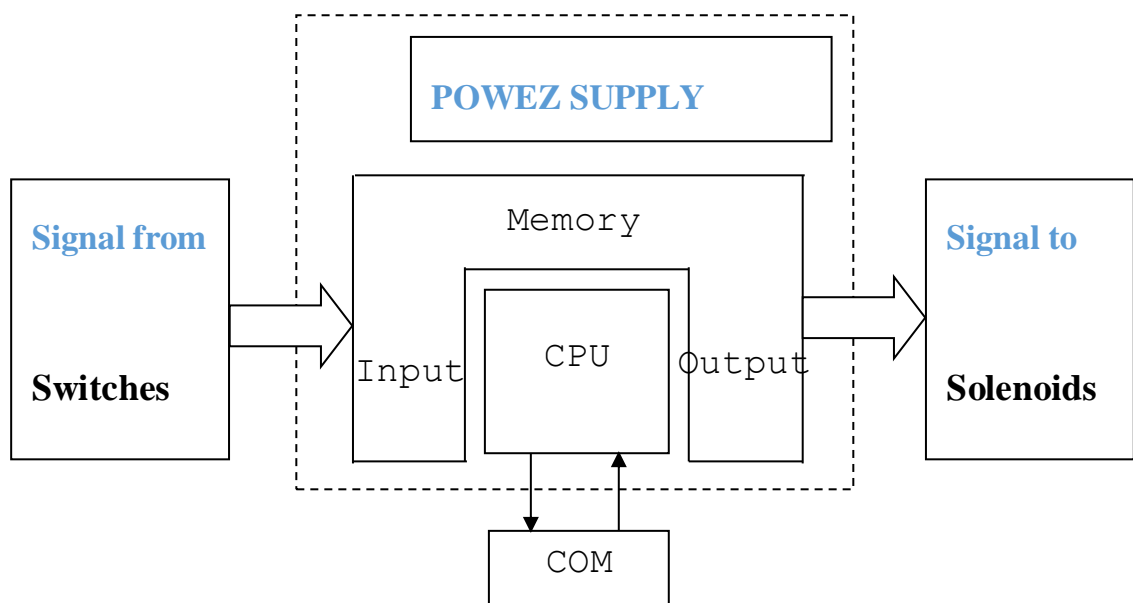 POWEZ SUPPLY
Memory
Signal from
Switches
Input
CPU
Output
Signal to
Solenoids
COM